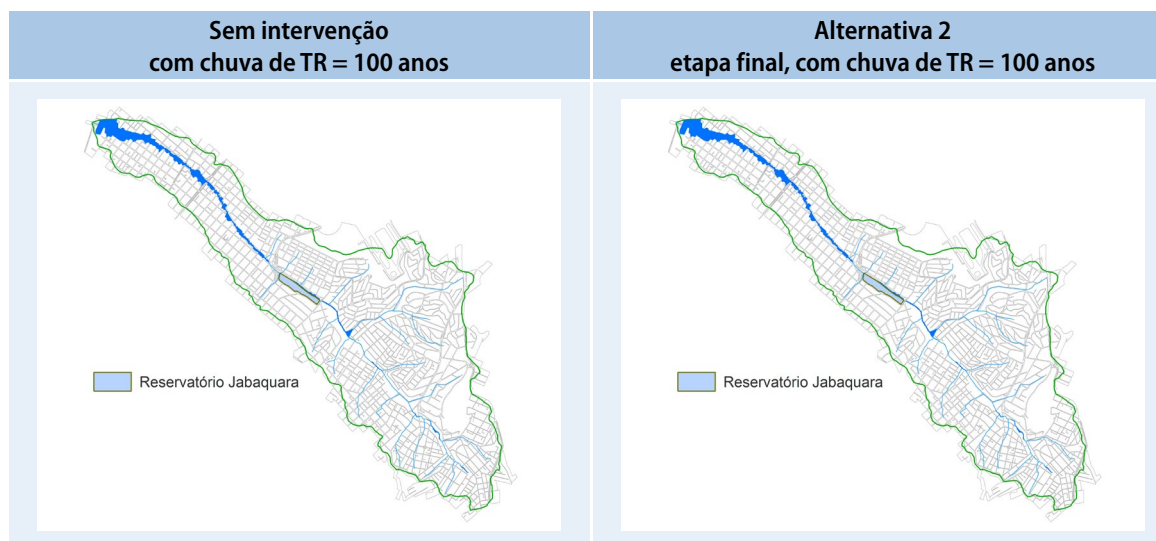 Sem intervenção
com chuva de TR = 100 anos
Alternativa 2
etapa final, com chuva de TR = 100 anos
Reservatório Jabaquara
Reservatório Jabaquara